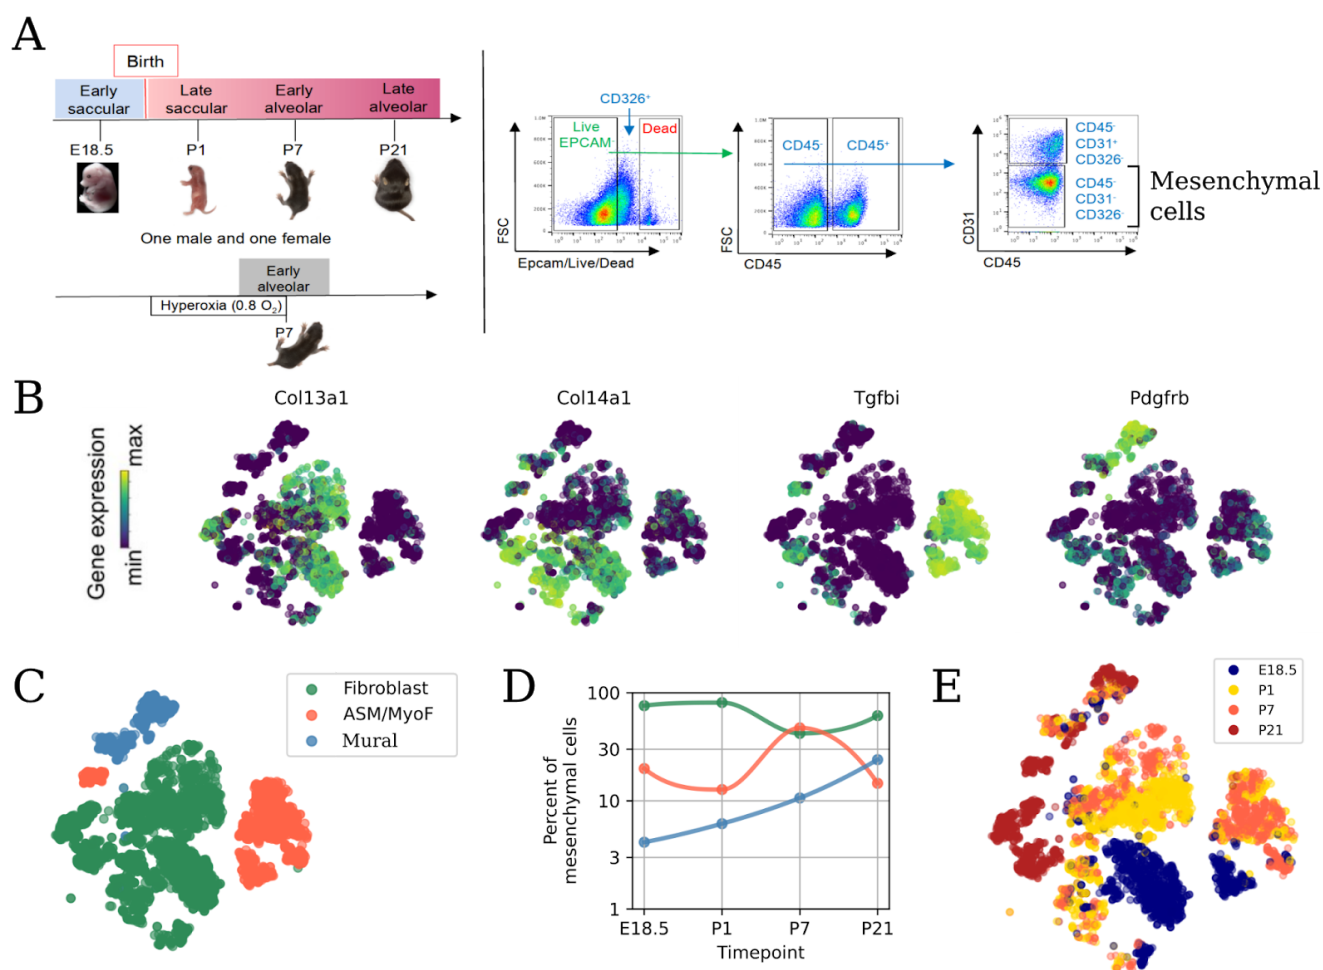 A
Birth
Early saccular
Late saccular
Early alveolar
Late alveolar
E18.5
P1
P7
P21
One male and one female
Early alveolar
Hyperoxia (0.8 O₂)
P7
CD326⁺
Live EPCAM⁻
Dead
FSC
Epcam/Live/Dead
CD45⁻
CD45⁺
FSC
CD45
CD45⁻
CD31⁺
CD326⁻
CD45⁻
CD31⁻
CD326⁻
CD31
CD45
Mesenchymal cells
B
Gene expression
min
max
Col13a1
Col14a1
Tgfbi
Pdgfrb
C
Fibroblast
ASM/MyoF
Mural
D
Percent of
mesenchymal cells
100
30
10
3
1
E18.5
P1
P7
P21
Timepoint
E
E18.5
P1
P7
P21